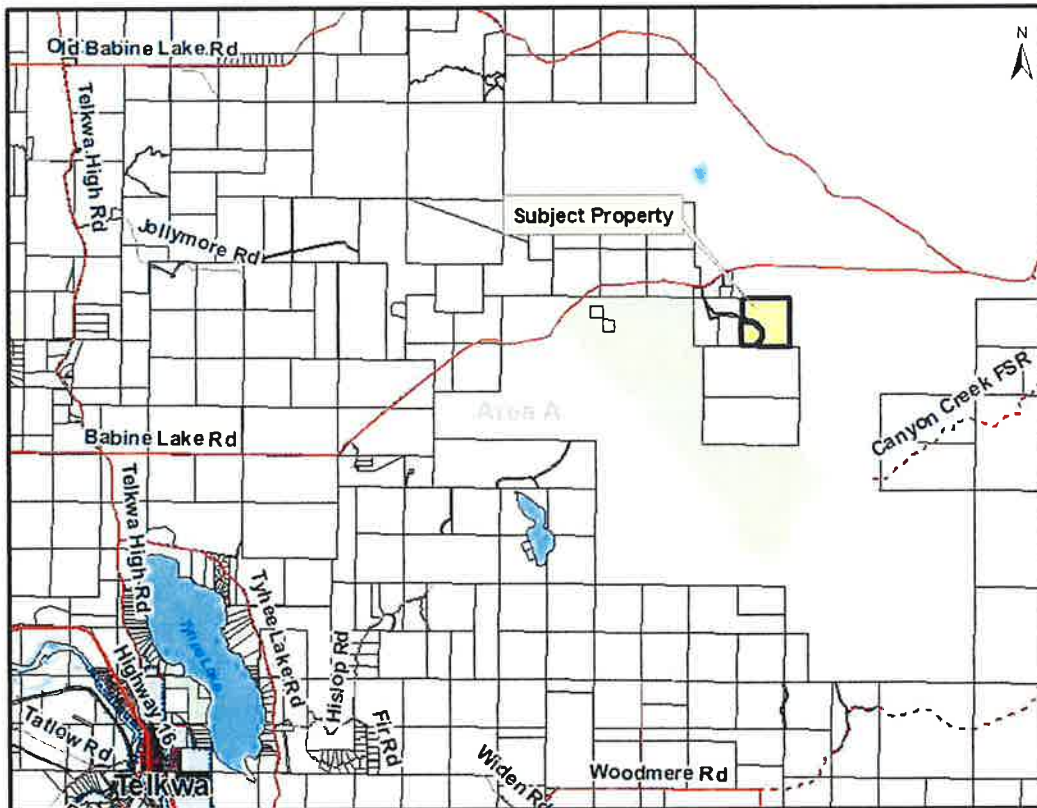 N
Old Babine Lake Rd
Telkwa High Rd
Subject Property
Jollymore Rd
Canyon Creek FSR
Area A
Babine Lake Rd
Telkwa High Rd
Tyhee Lake Rd
Tyhee Lake
Hislop Rd
Highway 16
Fir Rd
Tatlow Rd
Telkwa
Widen Rd
Woodmere Rd